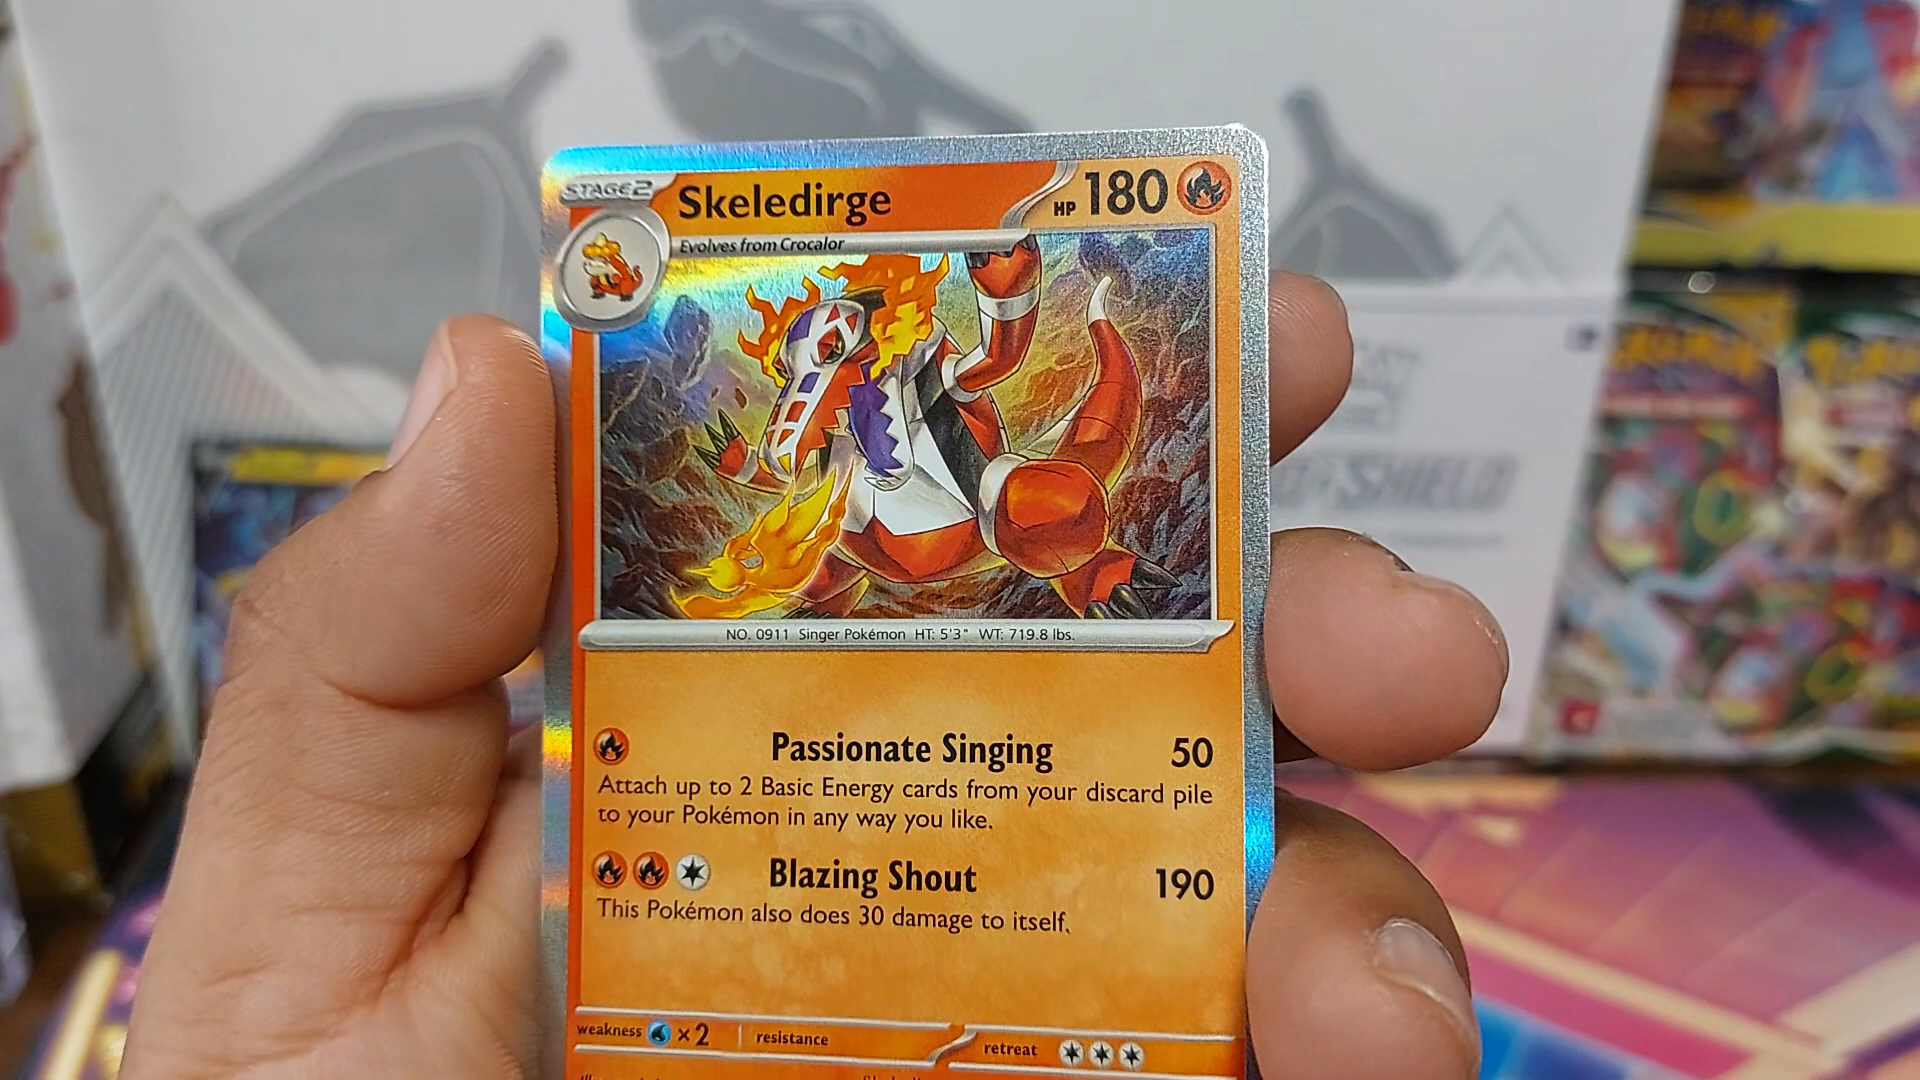 STAGE2 Skeledirge HP 180
Evolves from Crocalor
NO. 0911 Singer Pokémon HT: 5'3" WT: 719.8 lbs.
Passionate Singing 50
Attach up to 2 Basic Energy cards from your discard pile
to your Pokémon in any way you like.
Blazing Shout 190
This Pokémon also does 30 damage to itself.
weakness ×2 resistance retreat
SHIELD